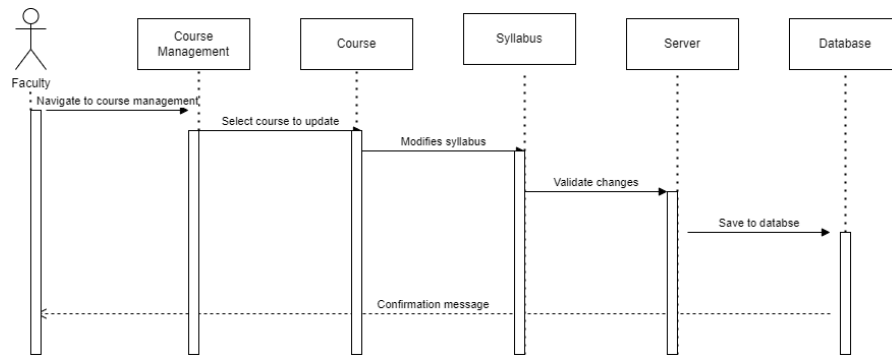 Course
Management
Course
Syllabus
Server
Database
Faculty
Navigate to course management
Select course to update
Modifies syllabus
Validate changes
Save to databse
Confirmation message